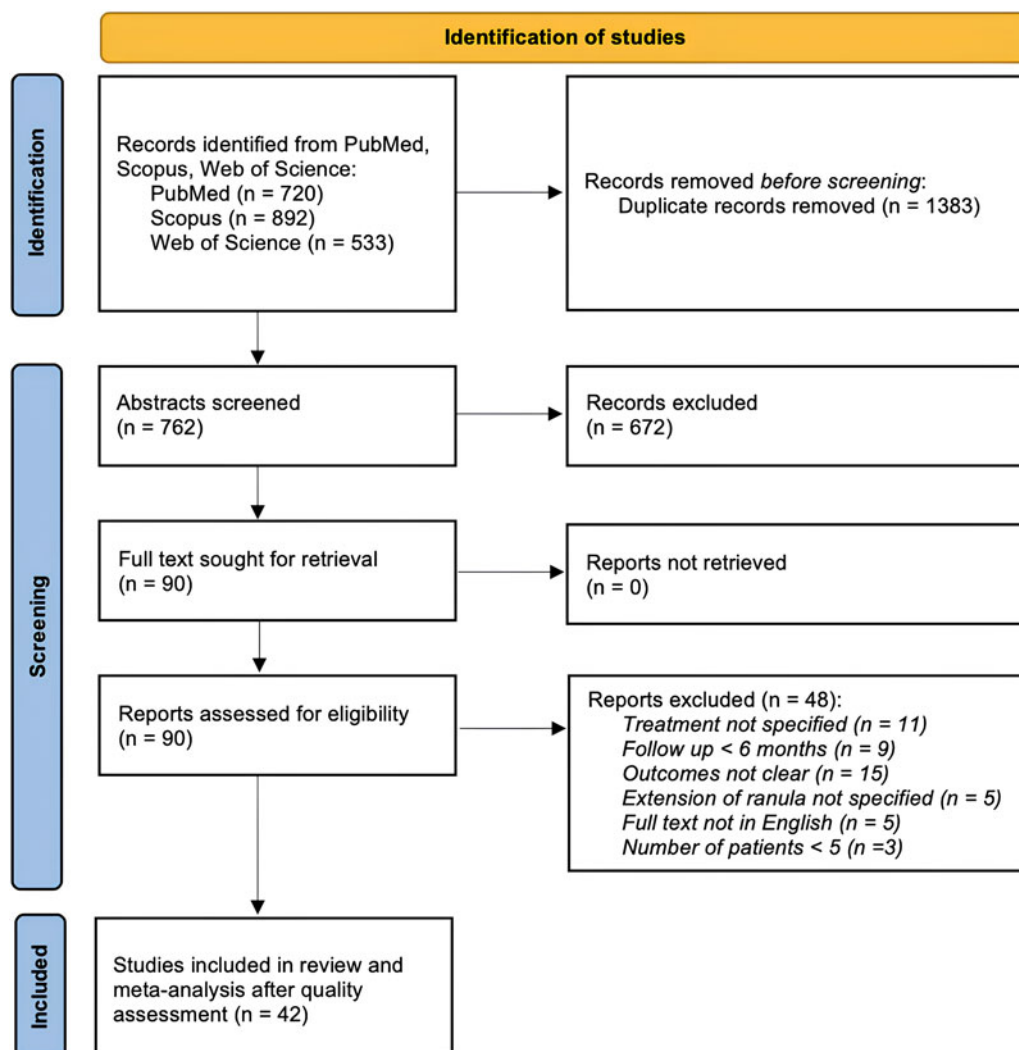 Identification of studies
Identification
Records identified from PubMed,
Scopus, Web of Science:
PubMed (n = 720)
Scopus (n = 892)
Web of Science (n = 533)
Records removed before screening:
Duplicate records removed (n = 1383)
Screening
Abstracts screened
(n = 762)
Records excluded
(n = 672)
Full text sought for retrieval
(n = 90)
Reports not retrieved
(n = 0)
Reports assessed for eligibility
(n = 90)
Reports excluded (n = 48):
Treatment not specified (n = 11)
Follow up < 6 months (n = 9)
Outcomes not clear (n = 15)
Extension of ranula not specified (n = 5)
Full text not in English (n = 5)
Number of patients < 5 (n =3)
Included
Studies included in review and
meta-analysis after quality
assessment (n = 42)